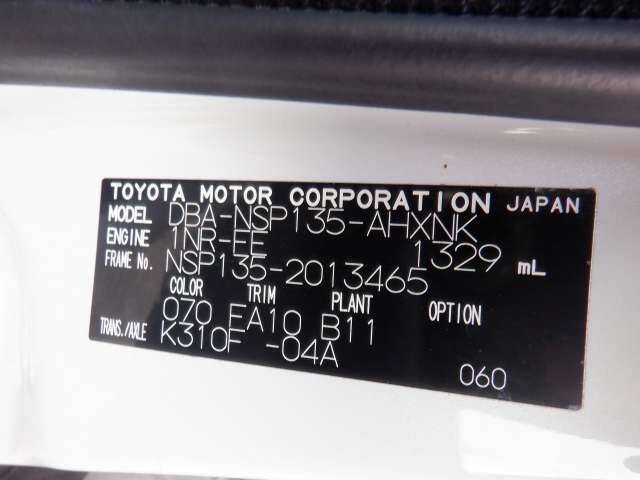 TOYOTA MOTOR CORPORATION JAPAN
MODEL DBA-NSP135-AHXNK
ENGINE 1NR-FE 1329 mL
FRAME No. NSP135-2013465
COLOR TRIM PLANT OPTION
070 FA10 B11
TRANS./AXLE K310F -04A
060